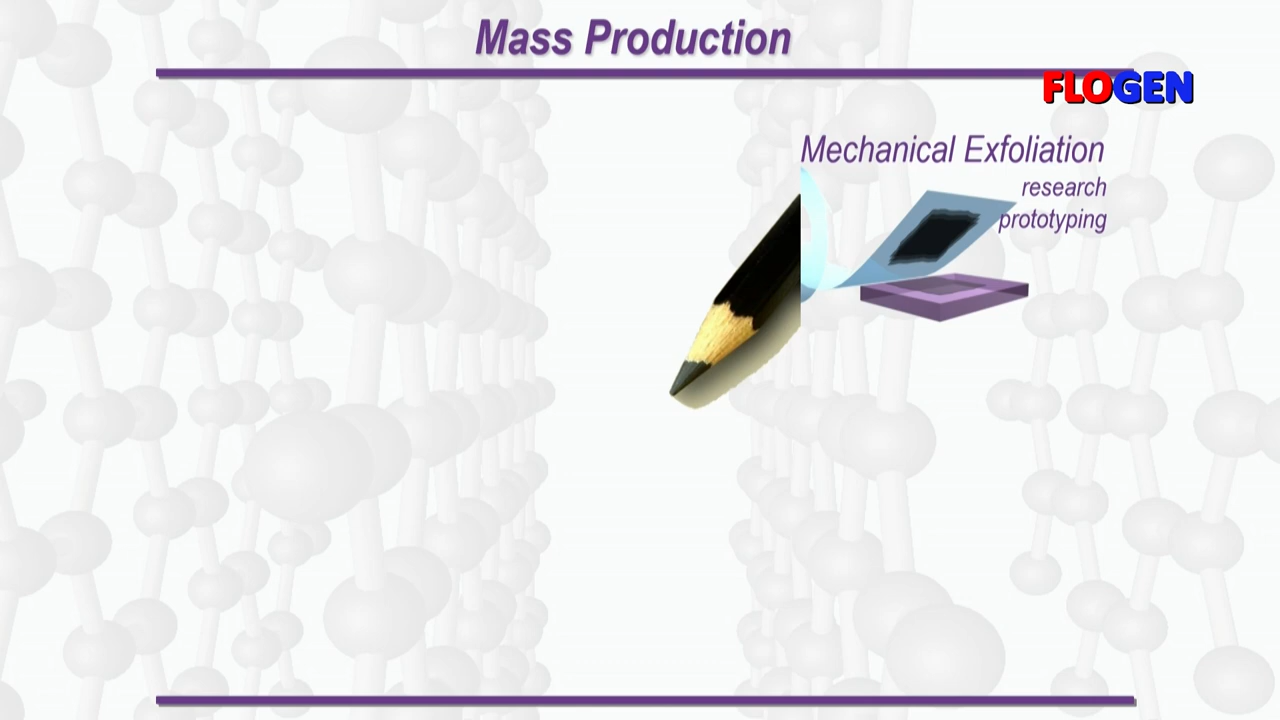 Mass Production
FLOGEN
Mechanical Exfoliation
research
prototyping